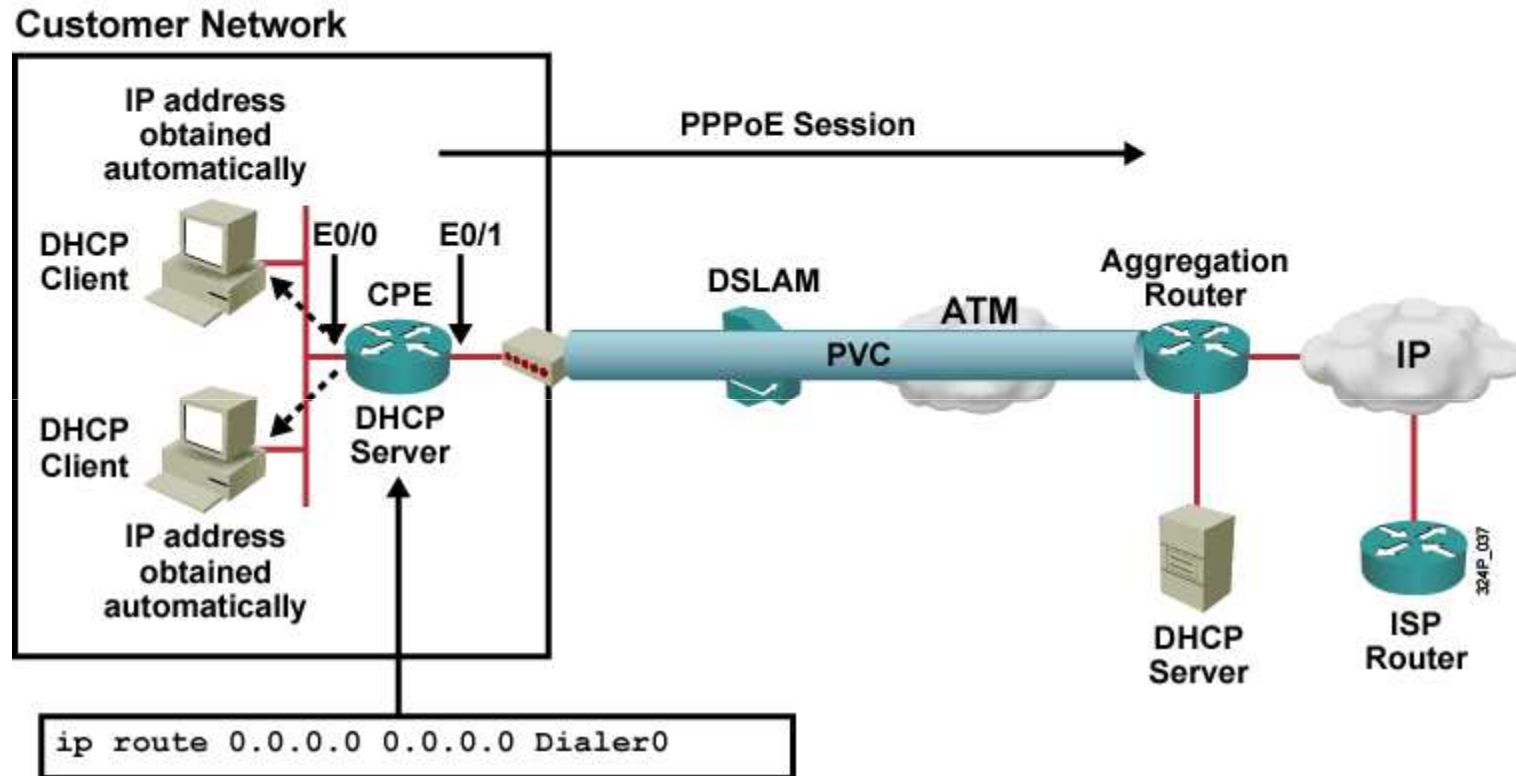 Customer Network
IP address
obtained
automatically
PPPoE Session
DHCP
Client
E0/0
E0/1
CPE
DSLAM
ATM
Aggregation
Router
PVC
IP
DHCP
Server
DHCP
Client
IP address
obtained
automatically
DHCP
Server
ISP
Router
324P_037
ip route 0.0.0.0 0.0.0.0 Dialer0